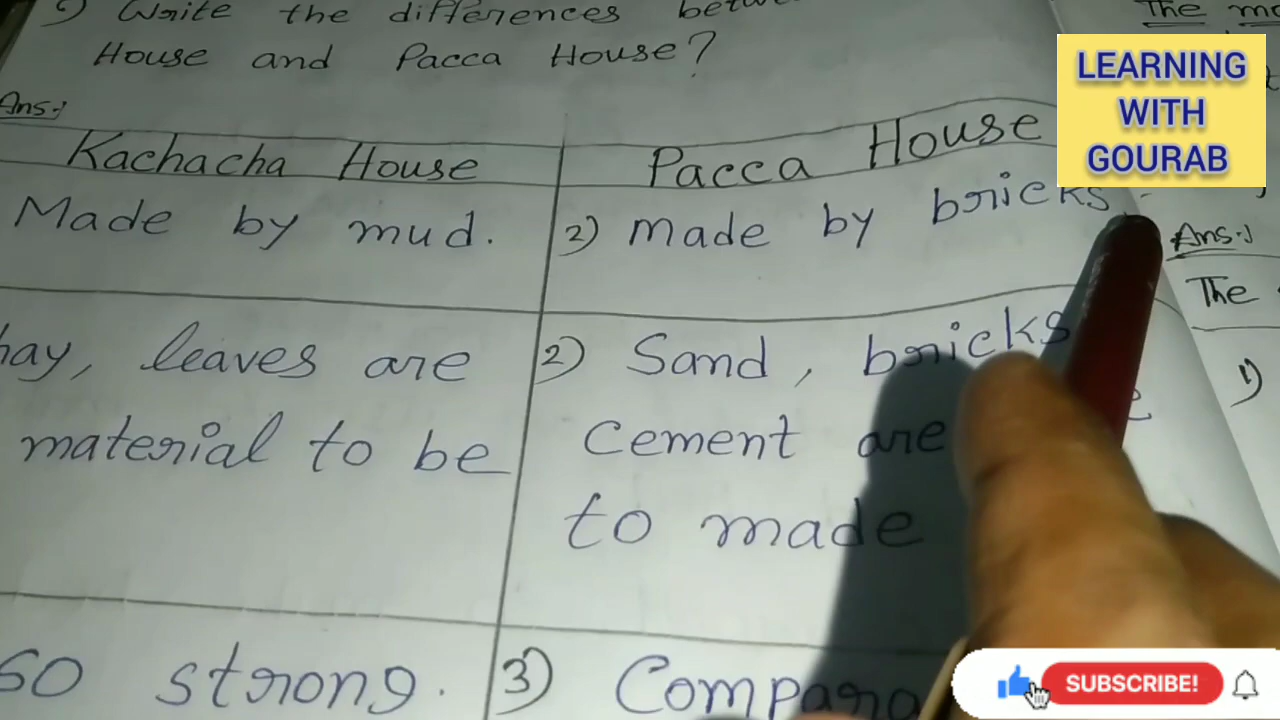 Write the differences
House and Pacca House?
Ans:-
Kachacha House
Pacca House
Made by mud.
2) made by bricks
hay, leaves are
material to be
2) Sand, bricks
Cement are
to made
so strong.
3)
The
Ans:-
The
1)
LEARNING
WITH
GOURAB
SUBSCRIBE!